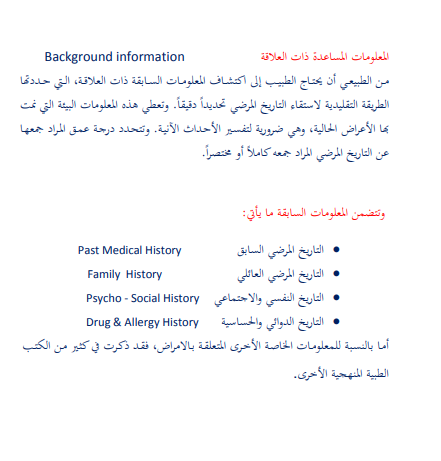 المعلومات المساعدة ذات العلاقة Background information
من الطبيعي أن يحتاج الطبيب إلى اكتشاف المعلومات السابقة ذات العلاقة، التي حددتها
الطريقة التقليدية لاستقاء التاريخ المرضي تحديداً دقيقاً. وتعطي هذه المعلومات البيئة التي نمت
بها الأعراض الحالية، وهي ضرورية لتفسير الأحداث الآنية. وتتحدد درجة عمق المراد جمعها
عن التاريخ المرضي المراد جمعه كاملاً أو مختصراً.
وتتضمن المعلومات السابقة ما يأتي:
• التاريخ المرضي السابق Past Medical History
• التاريخ المرضي العائلي Family History
• التاريخ النفسي والاجتماعي Psycho - Social History
• التاريخ الدوائي والحساسية Drug & Allergy History
أما بالنسبة للمعلومات الخاصة الأخرى المتعلقة بالامراض، فقد ذكرت في كثير من الكتب
الطبية المنهجية الأخرى.